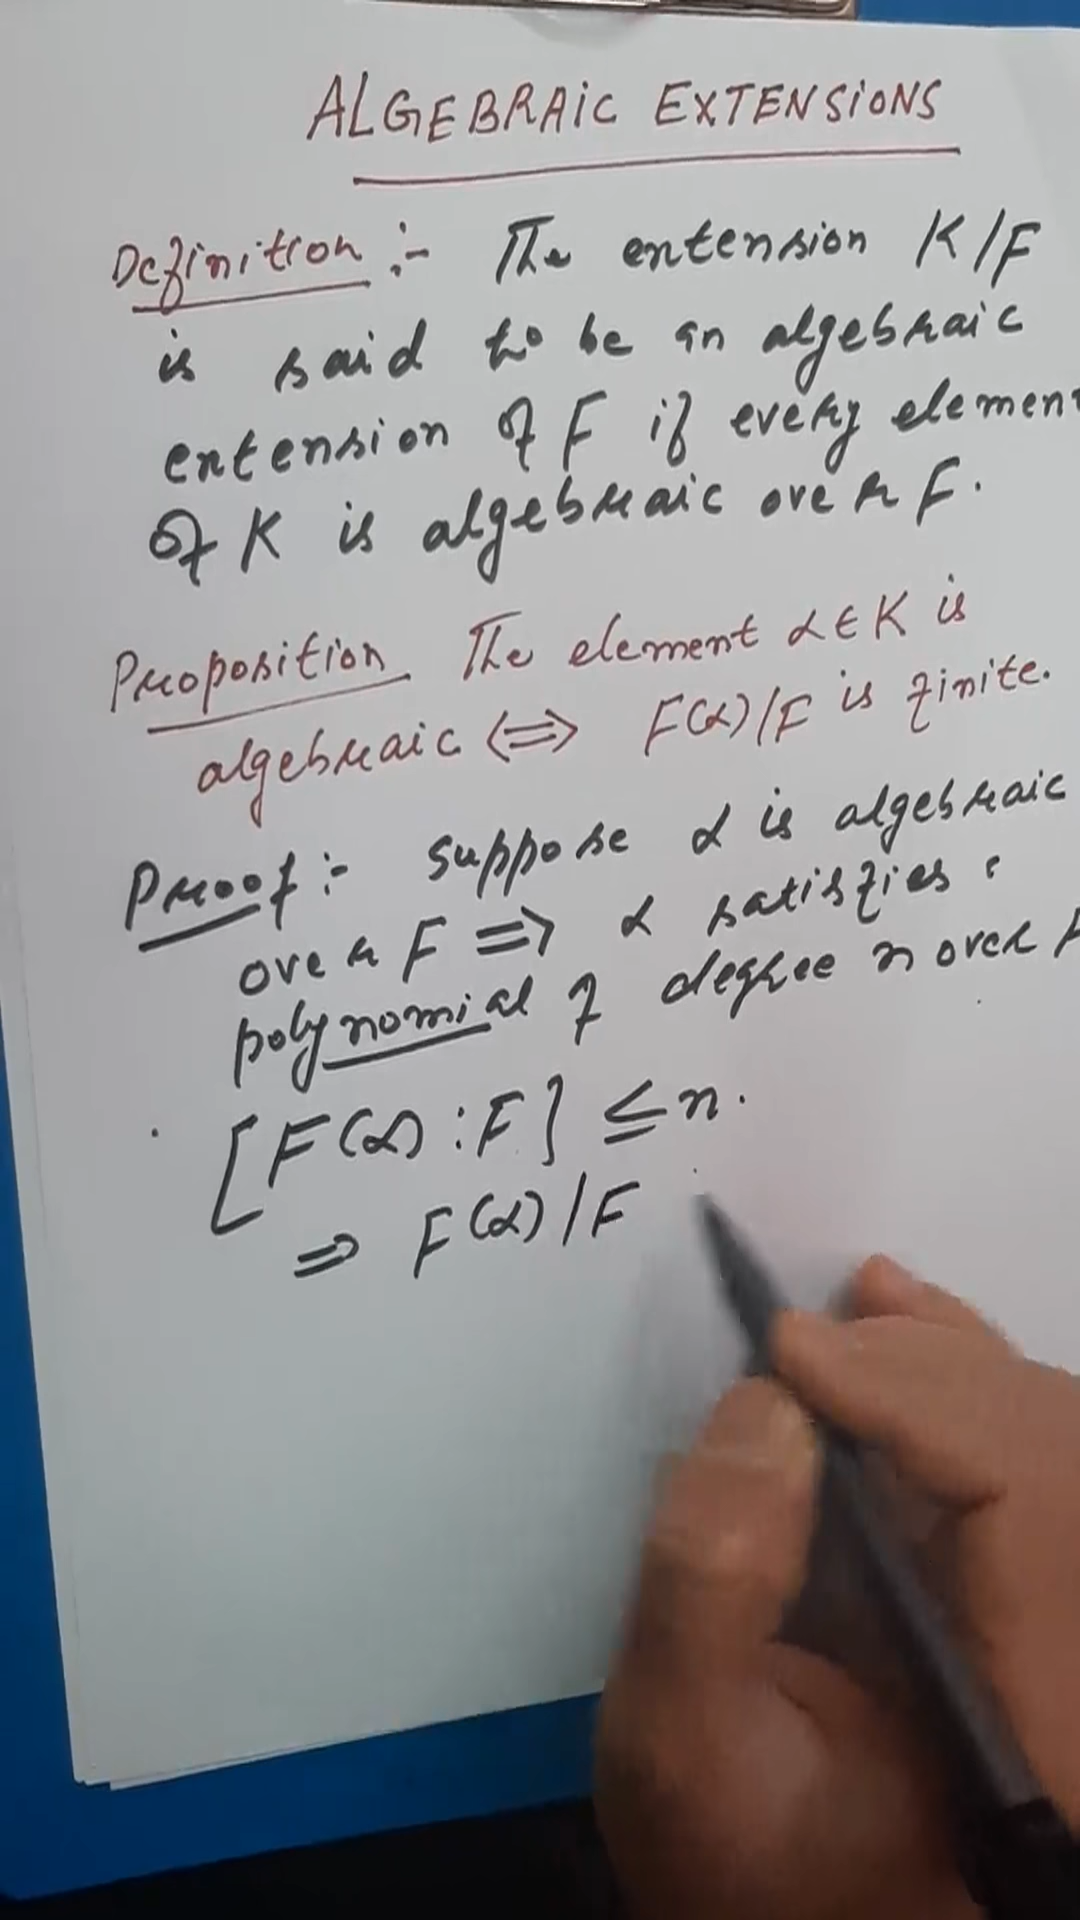 ALGEBRAIC EXTENSIONS
Definition :- The extension K/F
is said to be an algebraic
extension of F if every element
of K is algebraic over F.
Proposition The element α ∈ K is
algebraic ⟺ F(α)/F is finite.
Proof :- suppose α is algebraic
over F ⟹ α satisfies
polynomial of degree n over F
[F(α) : F] ≤ n.
⟹ F(α)/F